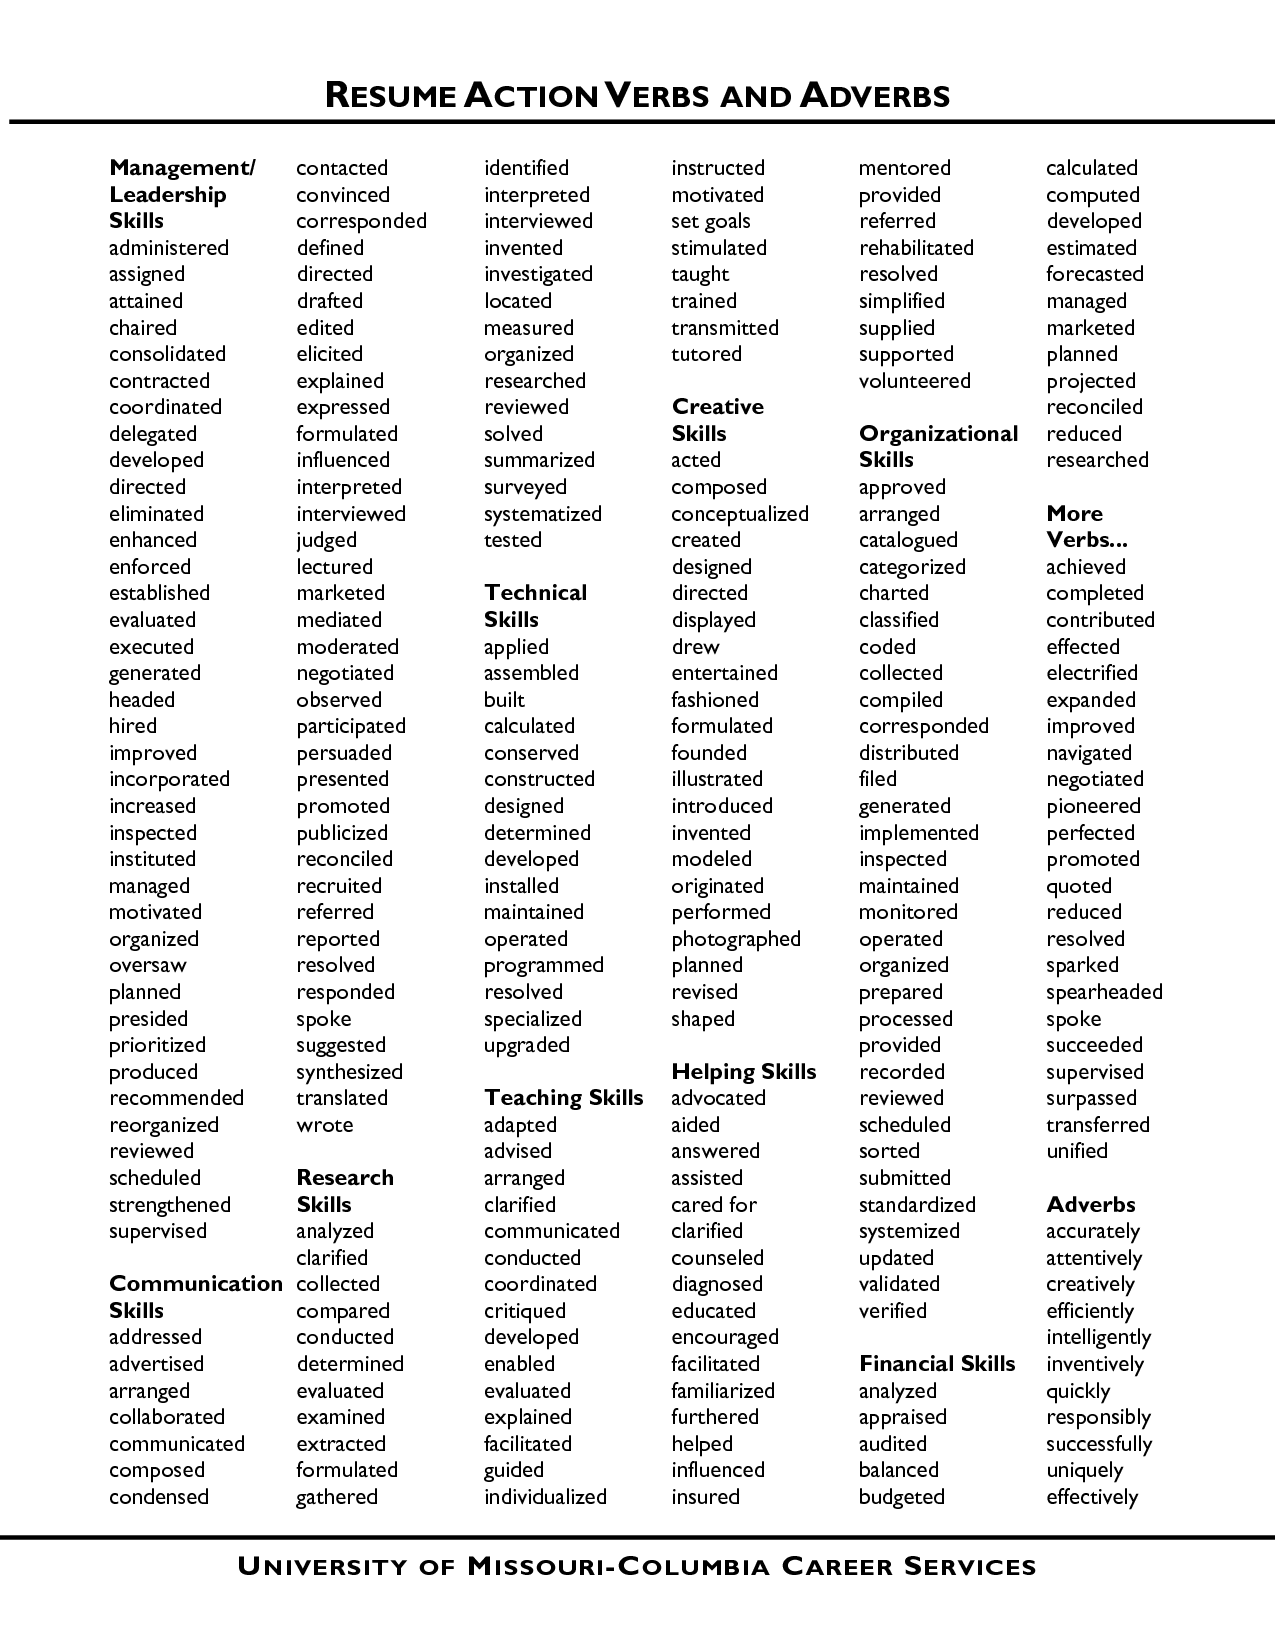 RESUME ACTION VERBS AND ADVERBS
Management/
Leadership
Skills
administered
assigned
attained
chaired
consolidated
contracted
coordinated
delegated
developed
directed
eliminated
enhanced
enforced
established
evaluated
executed
generated
headed
hired
improved
incorporated
increased
inspected
instituted
managed
motivated
organized
oversaw
planned
presided
prioritized
produced
recommended
reorganized
reviewed
scheduled
strengthened
supervised
Communication
Skills
addressed
advertised
arranged
collaborated
communicated
composed
condensed
contacted
convinced
corresponded
defined
directed
drafted
edited
elicited
explained
expressed
formulated
influenced
interpreted
interviewed
judged
lectured
marketed
mediated
moderated
negotiated
observed
participated
persuaded
presented
promoted
publicized
reconciled
recruited
referred
reported
resolved
responded
spoke
suggested
synthesized
translated
wrote
Research
Skills
analyzed
clarified
collected
compared
conducted
determined
evaluated
examined
extracted
formulated
gathered
identified
interpreted
interviewed
invented
investigated
located
measured
organized
researched
reviewed
solved
summarized
surveyed
systematized
tested
Technical
Skills
applied
assembled
built
calculated
conserved
constructed
designed
determined
developed
installed
maintained
operated
programmed
resolved
specialized
upgraded
Teaching Skills
adapted
advised
arranged
clarified
communicated
conducted
coordinated
critiqued
developed
enabled
evaluated
explained
facilitated
guided
individualized
instructed
motivated
set goals
stimulated
taught
trained
transmitted
tutored
Creative
Skills
acted
composed
conceptualized
created
designed
directed
displayed
drew
entertained
fashioned
formulated
founded
illustrated
introduced
invented
modeled
originated
performed
photographed
planned
revised
shaped
Helping Skills
advocated
aided
answered
assisted
cared for
clarified
counseled
diagnosed
educated
encouraged
facilitated
familiarized
furthered
helped
influenced
insured
mentored
provided
referred
rehabilitated
resolved
simplified
supplied
supported
volunteered
Organizational
Skills
approved
arranged
catalogued
categorized
charted
classified
coded
collected
compiled
corresponded
distributed
filed
generated
implemented
inspected
maintained
monitored
operated
organized
prepared
processed
provided
recorded
reviewed
scheduled
sorted
submitted
standardized
systemized
updated
validated
verified
Financial Skills
analyzed
appraised
audited
balanced
budgeted
calculated
computed
developed
estimated
forecasted
managed
marketed
planned
projected
reconciled
reduced
researched
More
Verbs...
achieved
completed
contributed
effected
electrified
expanded
improved
navigated
negotiated
pioneered
perfected
promoted
quoted
reduced
resolved
sparked
spearheaded
spoke
succeeded
supervised
surpassed
transferred
unified
Adverbs
accurately
attentively
creatively
efficiently
intelligently
inventively
quickly
responsibly
successfully
uniquely
effectively
UNIVERSITY OF MISSOURI-COLUMBIA CAREER SERVICES